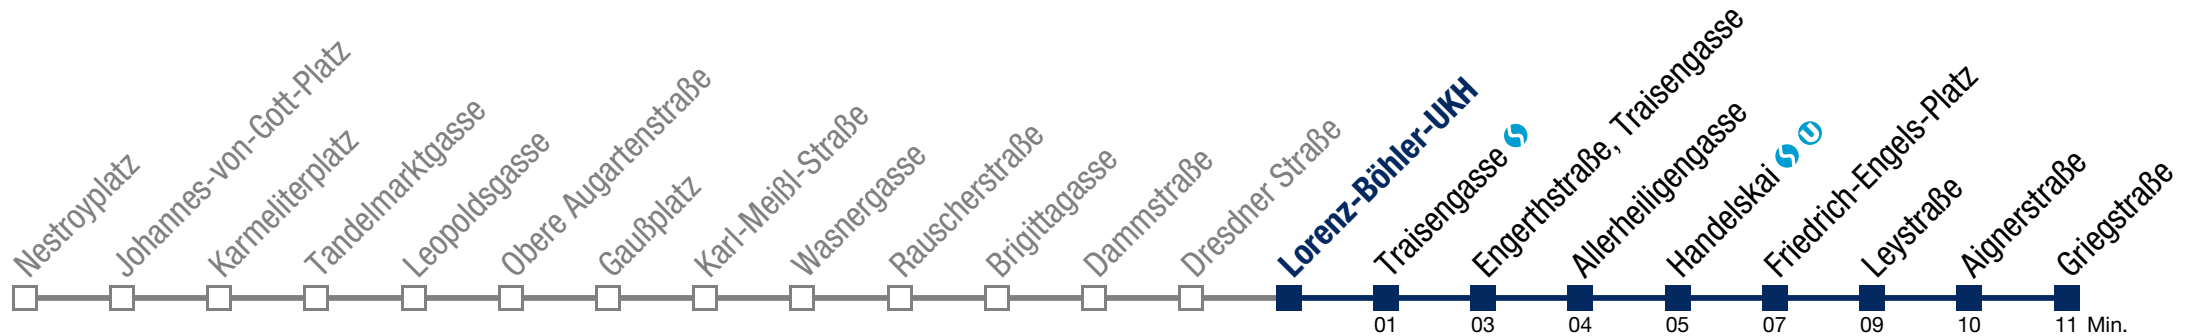 Nestroyplatz
Johannes-von-Gott-Platz
Karmeliterplatz
Tandelmarktgasse
Leopoldsgasse
Obere Augartenstraße
Gaußplatz
Karl-Meißl-Straße
Wasnergasse
Rauscherstraße
Brigittagasse
Dammstraße
Dresdner Straße
Lorenz-Böhler-UKH
Traisengasse S
Engerthstraße, Traisengasse
Allerheiligengasse
Handelskai S U
Friedrich-Engels-Platz
Leystraße
Aignerstraße
Griegstraße
01 03 04 05 07 09 10 11 Min.